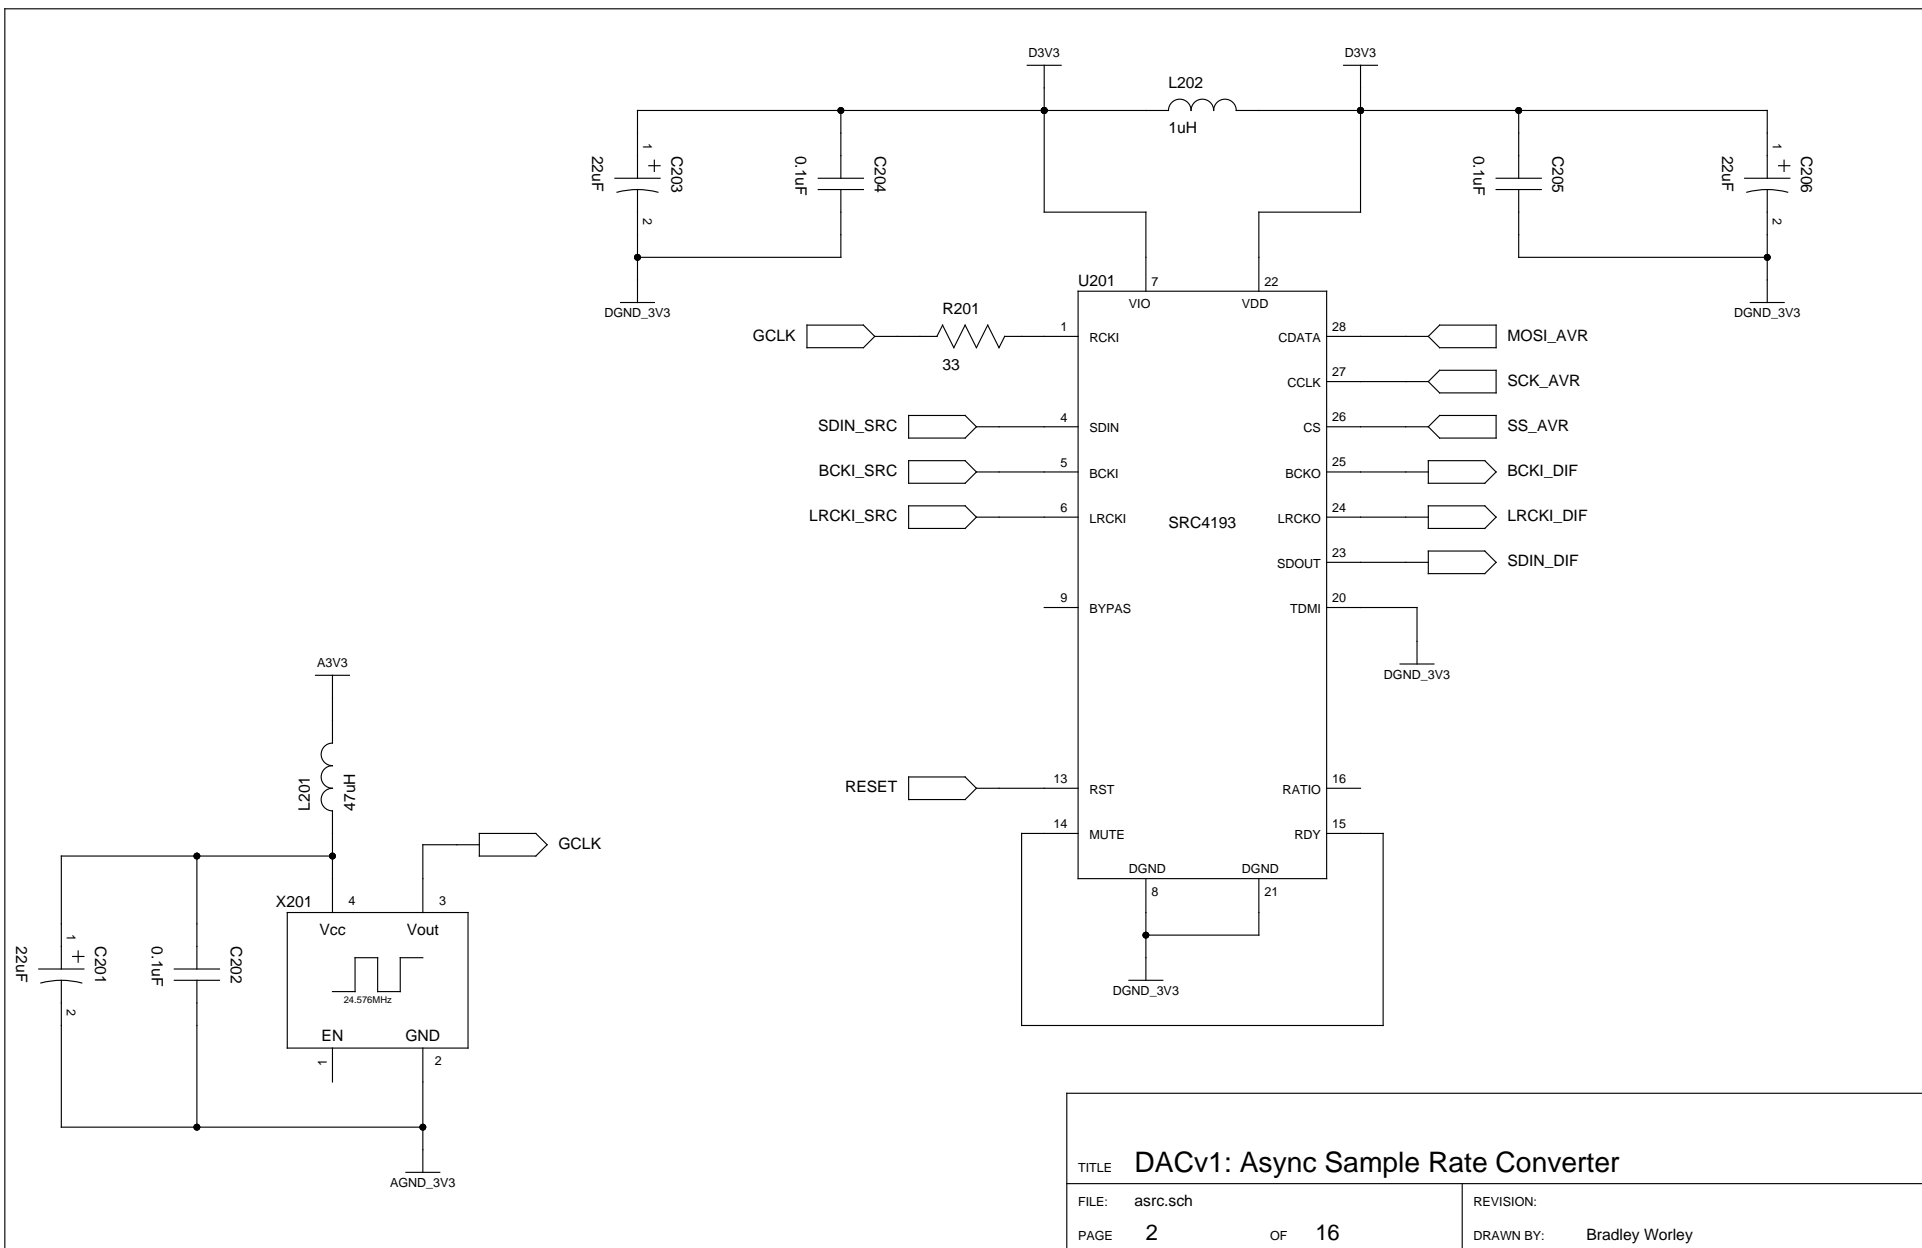 D3V3
D3V3
L202
1uH
1
22uF
C203
2
0.1uF
C204
0.1uF
C205
1
22uF
C206
2
DGND_3V3
DGND_3V3
U201
7
22
VIO
VDD
R201
GCLK
33
1
RCKI
CDATA
28
MOSI_AVR
CCLK
27
SCK_AVR
SDIN_SRC
4
SDIN
CS
26
SS_AVR
BCKI_SRC
5
BCKI
BCKO
25
BCKI_DIF
LRCKI_SRC
6
LRCKI
SRC4193
LRCKO
24
LRCKI_DIF
SDOUT
23
SDIN_DIF
9
BYPAS
TDMI
20
DGND_3V3
A3V3
L201
47uH
RESET
13
RST
RATIO
16
14
MUTE
RDY
15
GCLK
DGND
DGND
8
21
DGND_3V3
X201
4
3
Vcc
Vout
1
22uF
C201
2
0.1uF
C202
24.576MHz
EN
GND
1
2
AGND_3V3
TITLE DACv1: Async Sample Rate Converter
FILE: asrc.sch
REVISION:
PAGE 2 OF 16
DRAWN BY: Bradley Worley